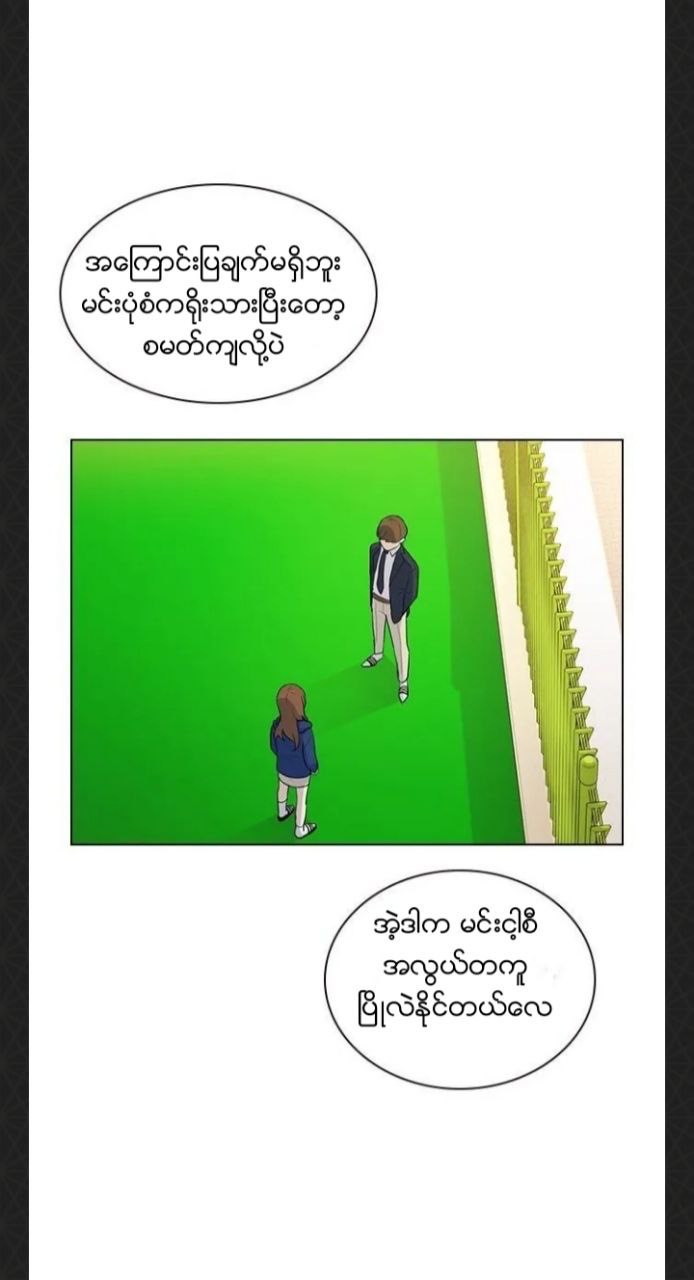 အကြောင်းပြချက်မရှိဘူး
မင်းပုံစံကရိုးသားပြီးတော့
စမတ်ကျလို့ပဲ
အဲ့ဒါက မင်းငါ့စီ
အလွယ်တကူ
ပြိုလဲနိုင်တယ်လေ